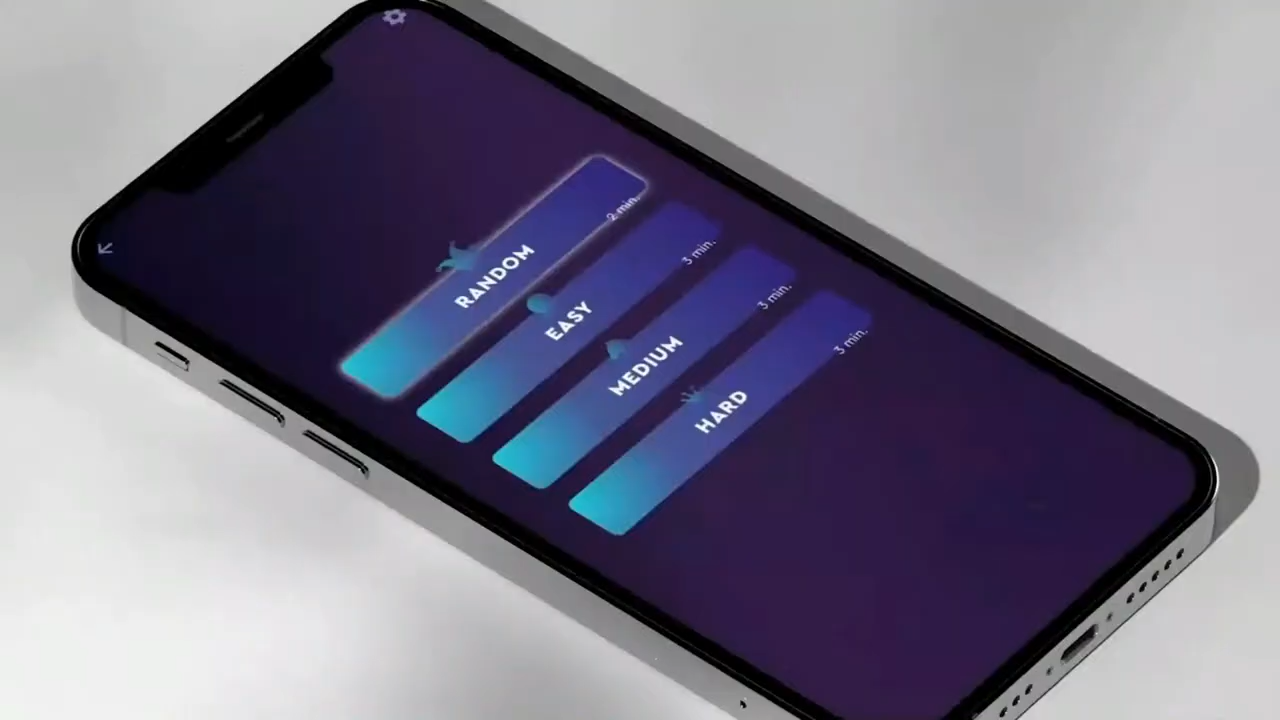 RANDOM
2 min.
EASY
3 min.
MEDIUM
3 min.
HARD
3 min.